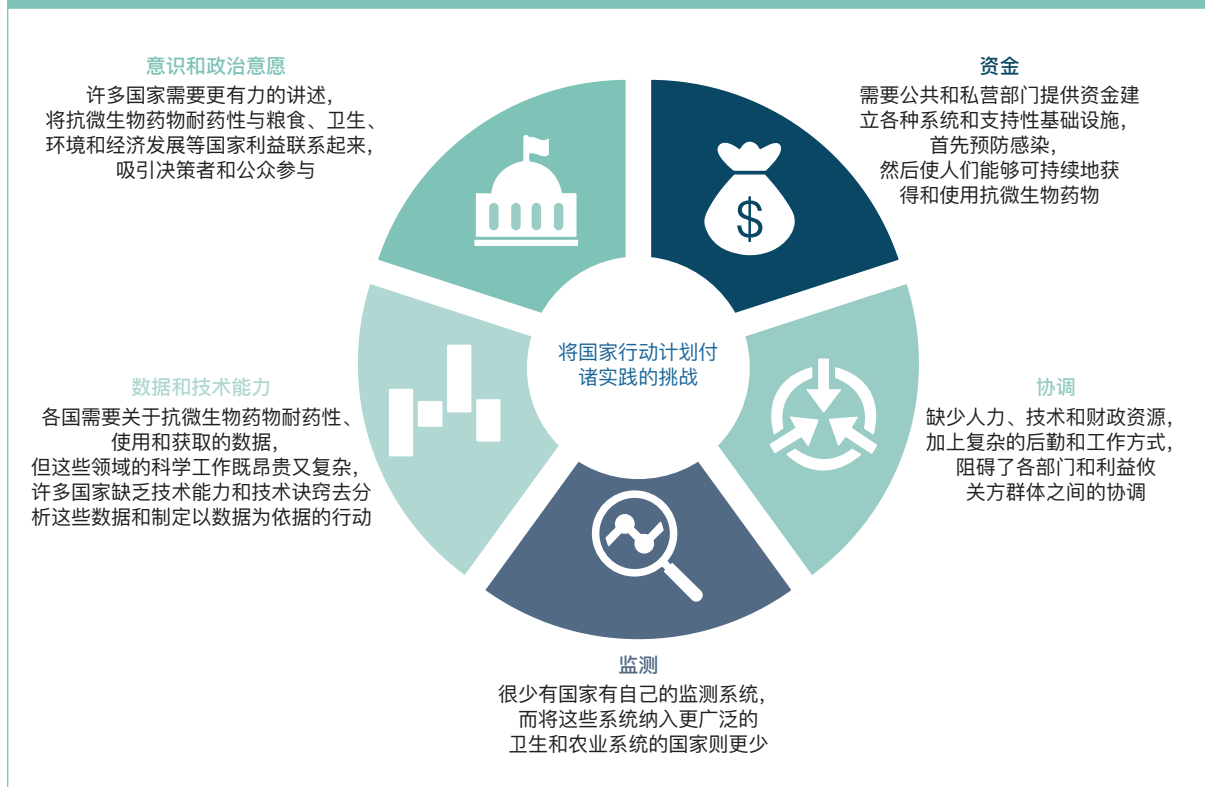 意识和政治意愿
许多国家需要更有力的讲述，
将抗微生物药物耐药性与粮食、卫生、
环境和经济发展等国家利益联系起来，
吸引决策者和公众参与
资金
需要公共和私营部门提供资金建
立各种系统和支持性基础设施，
首先预防感染，
然后使人们能够可持续地获
得和使用抗微生物药物
$
将国家行动计划付
诸实践的挑战
数据和技术能力
各国需要关于抗微生物药物耐药性、
使用和获取的数据，
但这些领域的科学工作既昂贵又复杂，
许多国家缺乏技术能力和技术诀窍去分
析这些数据和制定以数据为依据的行动
协调
缺少人力、技术和财政资源，
加上复杂的后勤和工作方式，
阻碍了各部门和利益攸
关方群体之间的协调
监测
很少有国家有自己的监测系统，
而将这些系统纳入更广泛的
卫生和农业系统的国家则更少